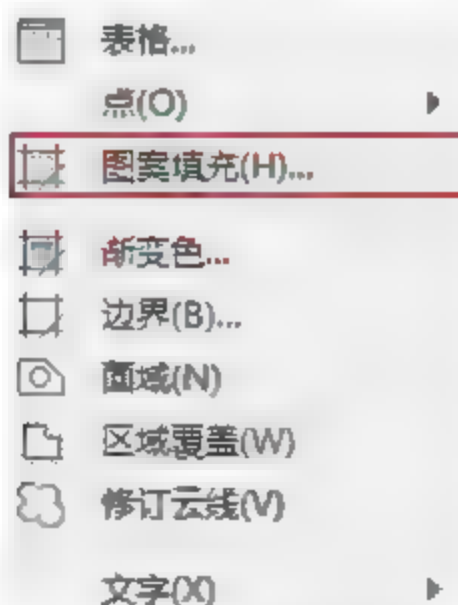 表格...
点(O)
图案填充(H)...
渐变色...
边界(B)...
面域(N)
区域覆盖(W)
修订云线(V)
文字(X)